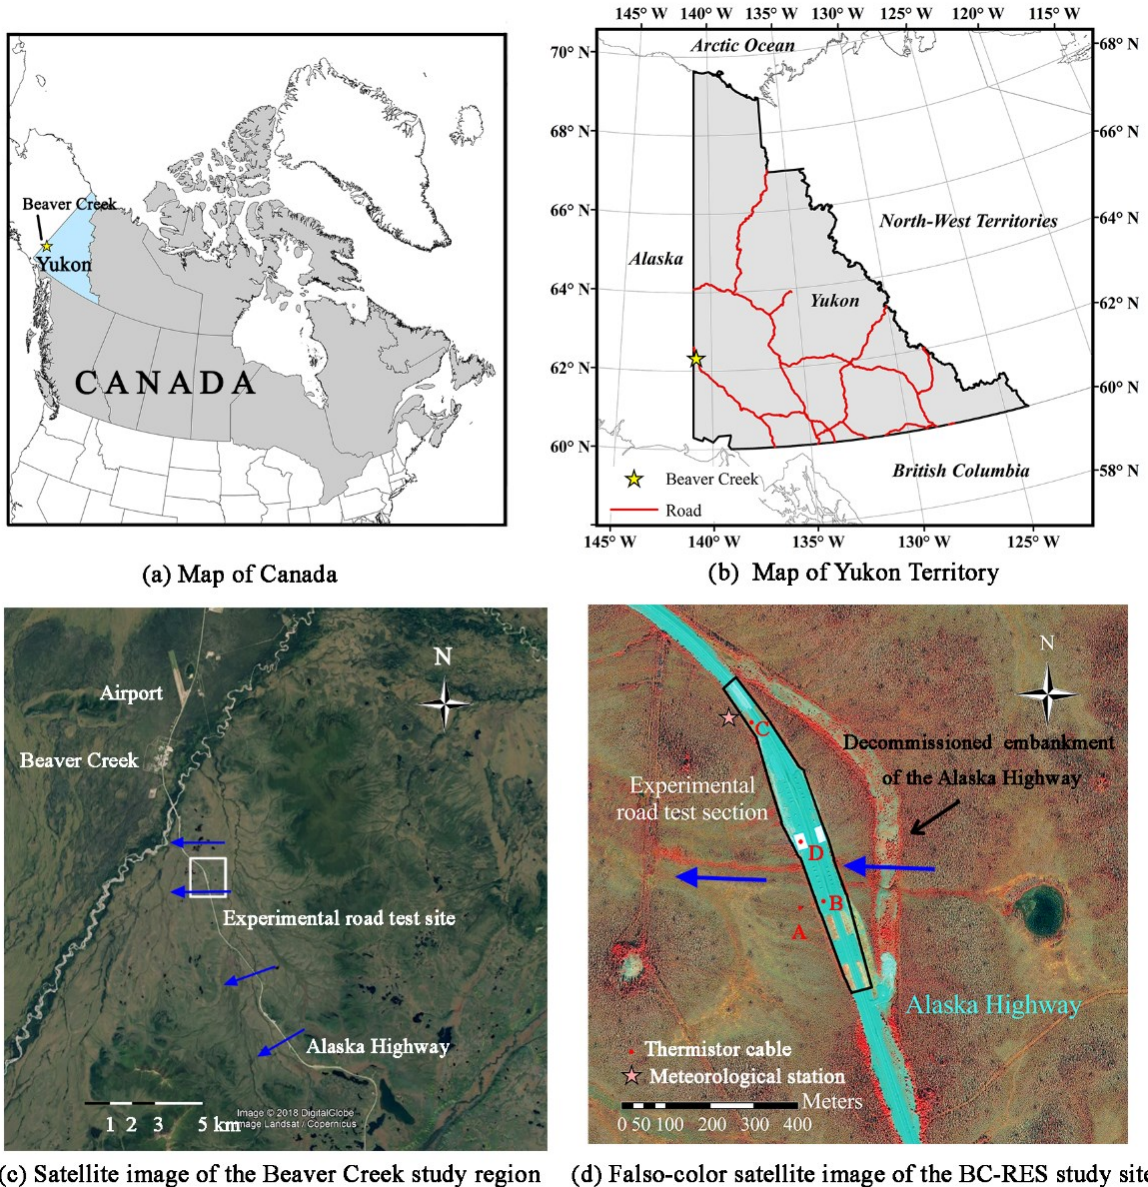 Beaver Creek
Yukon
CANADA
(a) Map of Canada
145° W 140° W 135° W 130° W 125° W 120° W 115° W
70° N
68° N
66° N
64° N
62° N
60° N
68° N
66° N
64° N
62° N
60° N
58° N
Arctic Ocean
North-West Territories
Alaska
Yukon
British Columbia
Beaver Creek
Road
145° W 140° W 135° W 130° W 125° W
(b) Map of Yukon Territory
N
Airport
Beaver Creek
Experimental road test site
Alaska Highway
1 2 3 5 km
Image © 2018 DigitalGlobe
Image Landsat / Copernicus
(c) Satellite image of the Beaver Creek study region
N
C
Decommissioned embankment
of the Alaska Highway
Experimental
road test section
D
B
A
Alaska Highway
Thermistor cable
Meteorological station
Meters
0 50 100 200 300 400
(d) Falso-color satellite image of the BC-RES study site